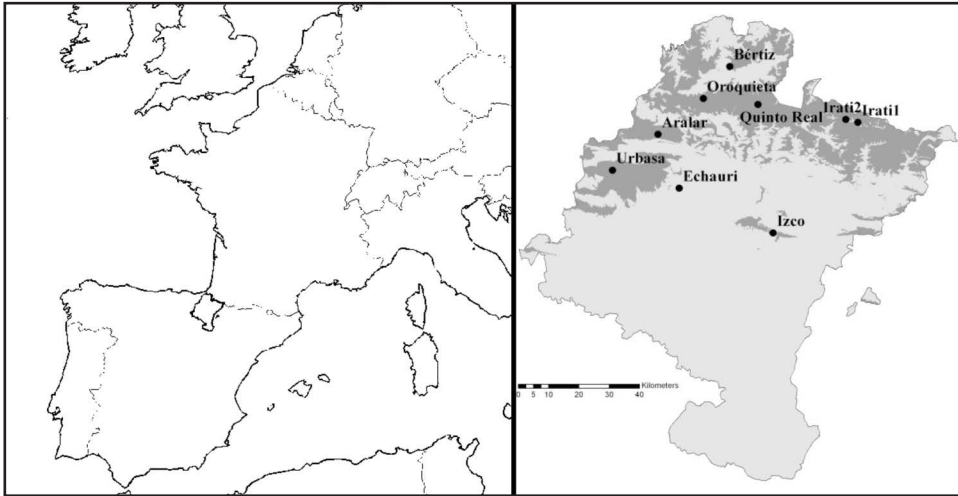 Bértiz
Oroquieta
Quinto Real
Irati2 Irati1
Aralar
Urbasa
Echauri
Izco
Kilometers
0 5 10 20 30 40